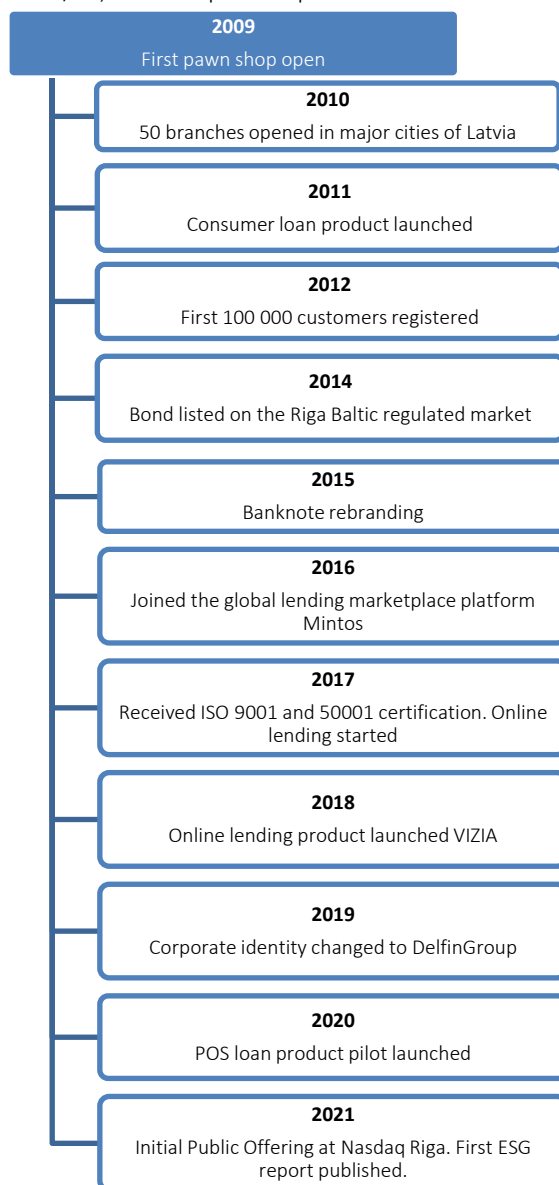 2009
First pawn shop open
2010
50 branches opened in major cities of Latvia
2011
Consumer loan product launched
2012
First 100 000 customers registered
2014
Bond listed on the Riga Baltic regulated market
2015
Banknote rebranding
2016
Joined the global lending marketplace platform
Mintos
2017
Received ISO 9001 and 50001 certification. Online
lending started
2018
Online lending product launched VIZIA
2019
Corporate identity changed to DelfinGroup
2020
POS loan product pilot launched
2021
Initial Public Offering at Nasdaq Riga. First ESG
report published.